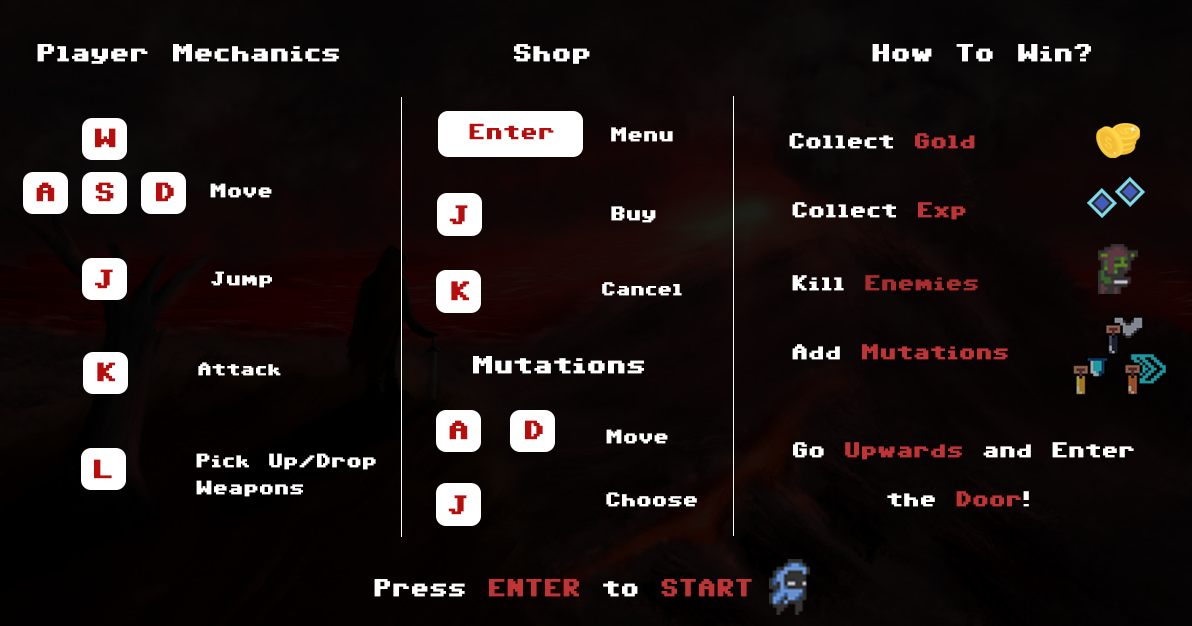 Player Mechanics
W
A S D Move
J Jump
K Attack
L Pick Up/Drop
Weapons
Shop
Enter Menu
J Buy
K Cancel
Mutations
A D Move
J Choose
How To Win?
Collect Gold
Collect Exp
Kill Enemies
Add Mutations
Go Upwards and Enter
the Door!
Press ENTER to START